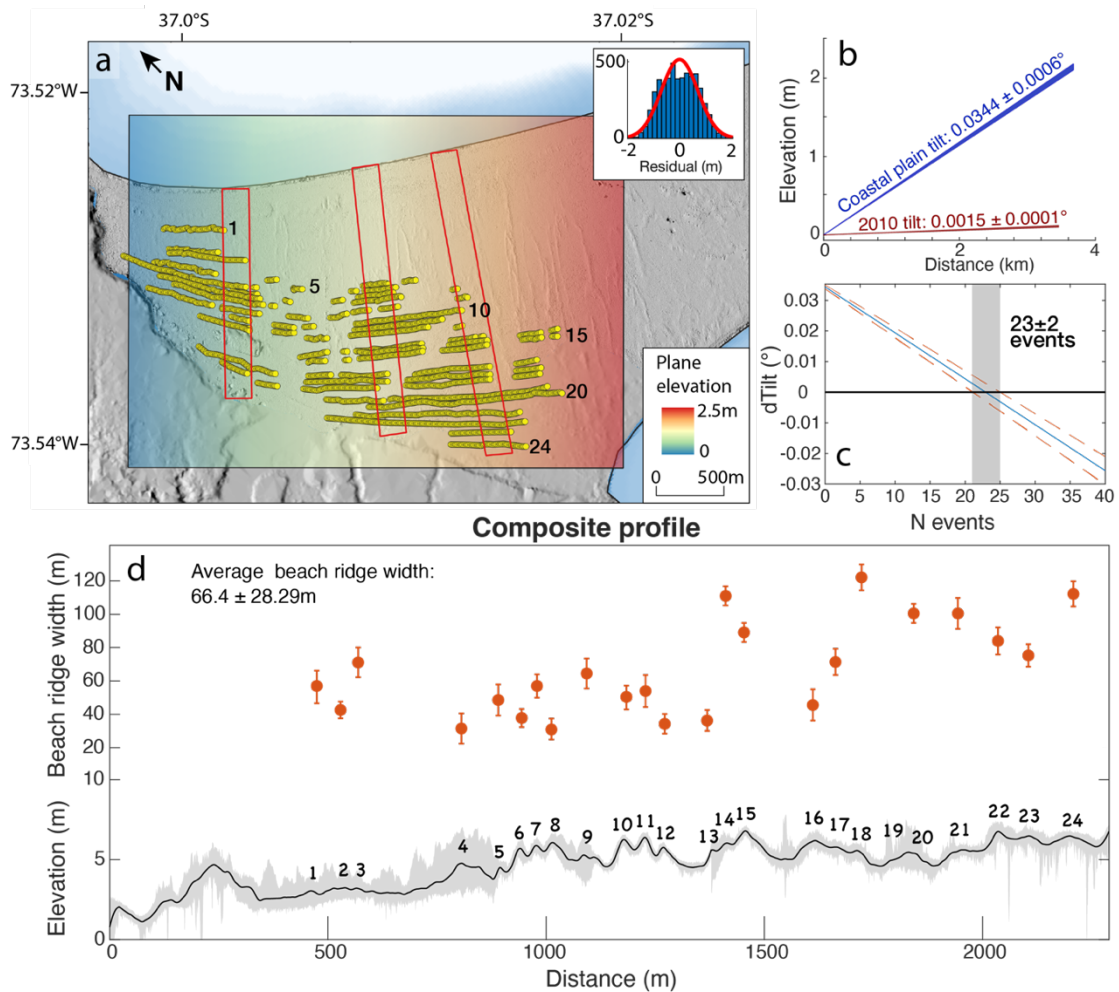 37.0°S
37.02°S
a
N
73.52°W
73.54°W
500
0
-2
0
2
Residual (m)
1
5
10
15
20
24
Plane
elevation
2.5m
0
0
500m
b
Elevation (m)
2
1
0
Coastal plain tilt: 0.0344 ± 0.0006°
2010 tilt: 0.0015 ± 0.0001°
0
2
4
Distance (km)
dTilt (°)
0.03
0.02
0.01
0
-0.01
-0.02
-0.03
23±2
events
c
0 5 10 15 20 25 30 35 40
N events
Composite profile
d
Average beach ridge width:
66.4 ± 28.29m
Beach ridge width (m)
120
100
80
60
40
20
10
Elevation (m)
5
0
1 2 3 4 5 6 7 8 9 10 11 12 13 14 15 16 17 18 19 20 21 22 23 24
0 500 1000 1500 2000
Distance (m)